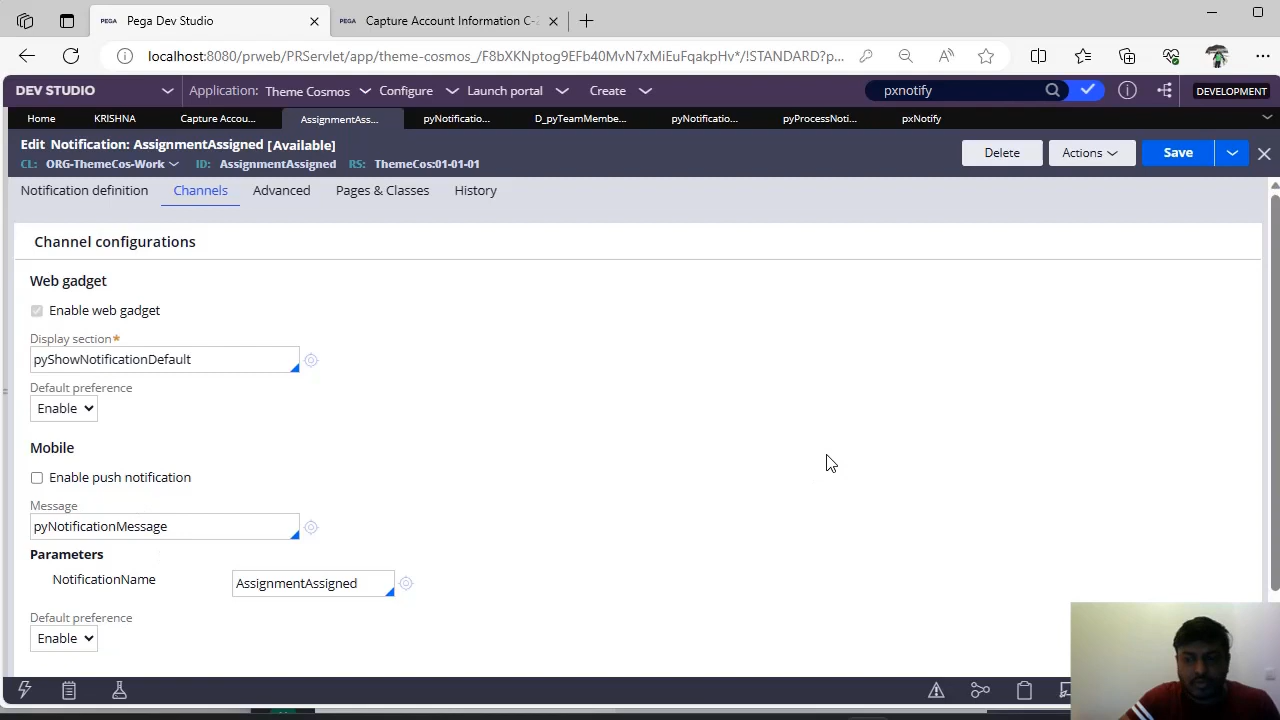 PEGA Pega Dev Studio
PEGA Capture Account Information C-
localhost:8080/prweb/PRServlet/app/theme-cosmos_/F8bXKNptog9EFb40MvN7xMiEuFqakpHv*/!STANDARD?p...
DEV STUDIO Application: Theme Cosmos Configure Launch portal Create pxnotify DEVELOPMENT
Home KRISHNA Capture Accou... AssignmentAss... pyNotificatio... D_pyTeamMembe... pyNotificatio... pyProcessNoti... pxNotify
Edit Notification: AssignmentAssigned [Available]
CL: ORG-ThemeCos-Work ID: AssignmentAssigned RS: ThemeCos:01-01-01
Delete Actions Save
Notification definition Channels Advanced Pages & Classes History
Channel configurations
Web gadget
Enable web gadget
Display section*
pyShowNotificationDefault
Default preference
Enable
Mobile
Enable push notification
Message
pyNotificationMessage
Parameters
NotificationName AssignmentAssigned
Default preference
Enable